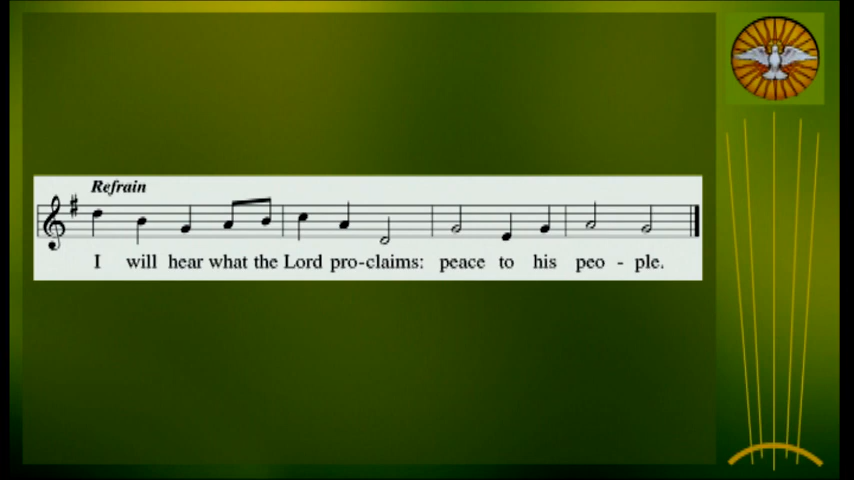 Refrain
I will hear what the Lord pro-claims: peace to his peo - ple.